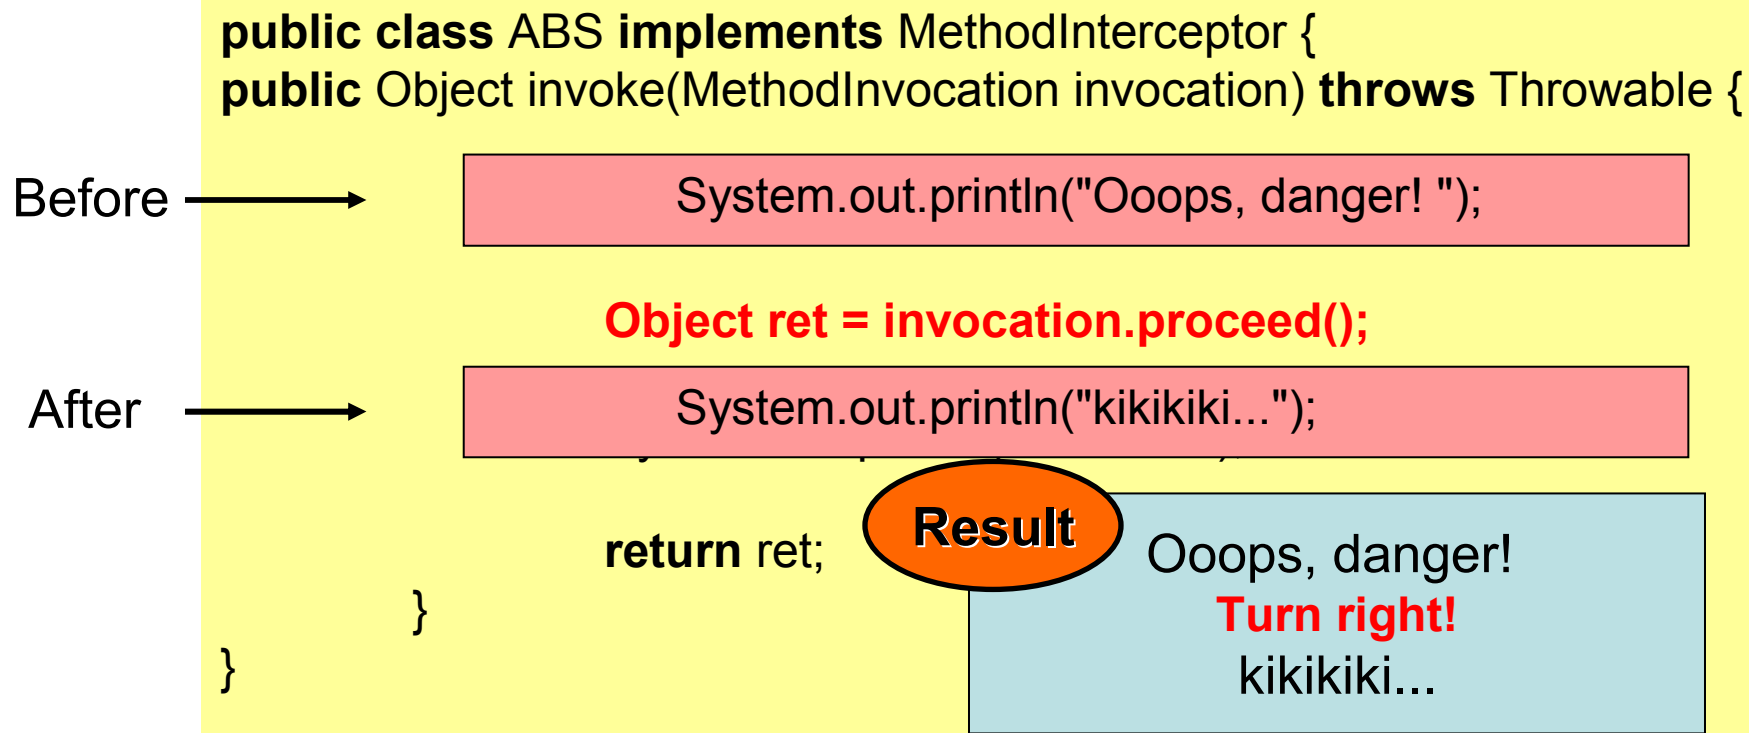 public class ABS implements MethodInterceptor {
public Object invoke(MethodInvocation invocation) throws Throwable {
Before
System.out.println("Ooops, danger! ");
Object ret = invocation.proceed();
After
System.out.println("kikikiki...");
return ret;
}
}
Result
Ooops, danger!
Turn right!
kikikiki...